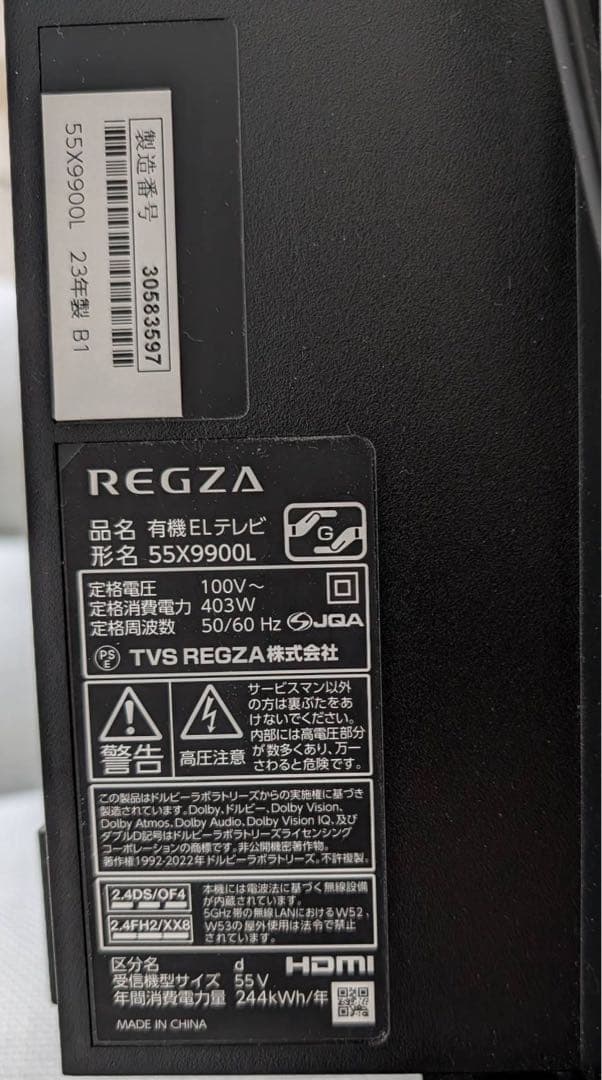 製造番号 30583597
55X9900L 23年製 B1
REGZA
品名 有機ELテレビ
形名 55X9900L
G
定格電圧 100V～
定格消費電力 403W
定格周波数 50/60 Hz JQA
PS E TVS REGZA株式会社
警告
高圧注意
サービスマン以外
の方は裏ぶたをあ
けないでください。
内部には高電圧部分
が数多くあり、万一
さわると危険です。
この製品はドルビーラボラトリーズからの実施権に基づき
製造されています。Dolby、ドルビー、Dolby Vision、
Dolby Atmos、Dolby Audio、Dolby Vision IQ、及び
ダブルD記号はドルビーラボラトリーズライセンシング
コーポレーションの商標です。非公開機密著作物。
著作権1992-2022年ドルビーラボラトリーズ。不許複製。
2.4DS/OF4
2.4FH2/XX8
本機には電波法に基づく無線設備
が内蔵されています。
5GHz帯の無線LANにおけるW52、
W53の屋外使用は法令で禁止
されています。
区分名 d HDMI
受信機型サイズ 55V
年間消費電力量 244kWh/年
MADE IN CHINA